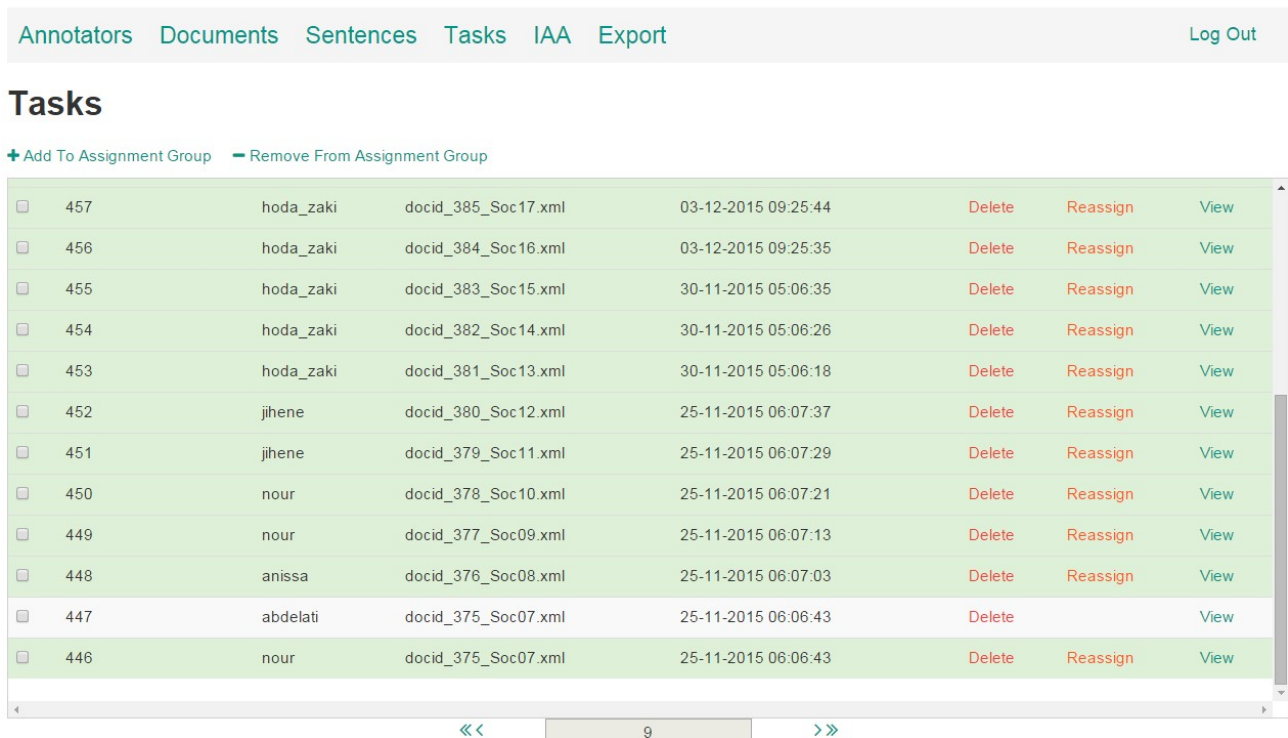 Annotators Documents Sentences Tasks IAA Export Log Out
Tasks
+ Add To Assignment Group − Remove From Assignment Group
457 hoda_zaki docid_385_Soc17.xml 03-12-2015 09:25:44 Delete Reassign View
456 hoda_zaki docid_384_Soc16.xml 03-12-2015 09:25:35 Delete Reassign View
455 hoda_zaki docid_383_Soc15.xml 30-11-2015 05:06:35 Delete Reassign View
454 hoda_zaki docid_382_Soc14.xml 30-11-2015 05:06:26 Delete Reassign View
453 hoda_zaki docid_381_Soc13.xml 30-11-2015 05:06:18 Delete Reassign View
452 jihene docid_380_Soc12.xml 25-11-2015 06:07:37 Delete Reassign View
451 jihene docid_379_Soc11.xml 25-11-2015 06:07:29 Delete Reassign View
450 nour docid_378_Soc10.xml 25-11-2015 06:07:21 Delete Reassign View
449 nour docid_377_Soc09.xml 25-11-2015 06:07:13 Delete Reassign View
448 anissa docid_376_Soc08.xml 25-11-2015 06:07:03 Delete Reassign View
447 abdelati docid_375_Soc07.xml 25-11-2015 06:06:43 Delete View
446 nour docid_375_Soc07.xml 25-11-2015 06:06:43 Delete Reassign View
« < 9 > »